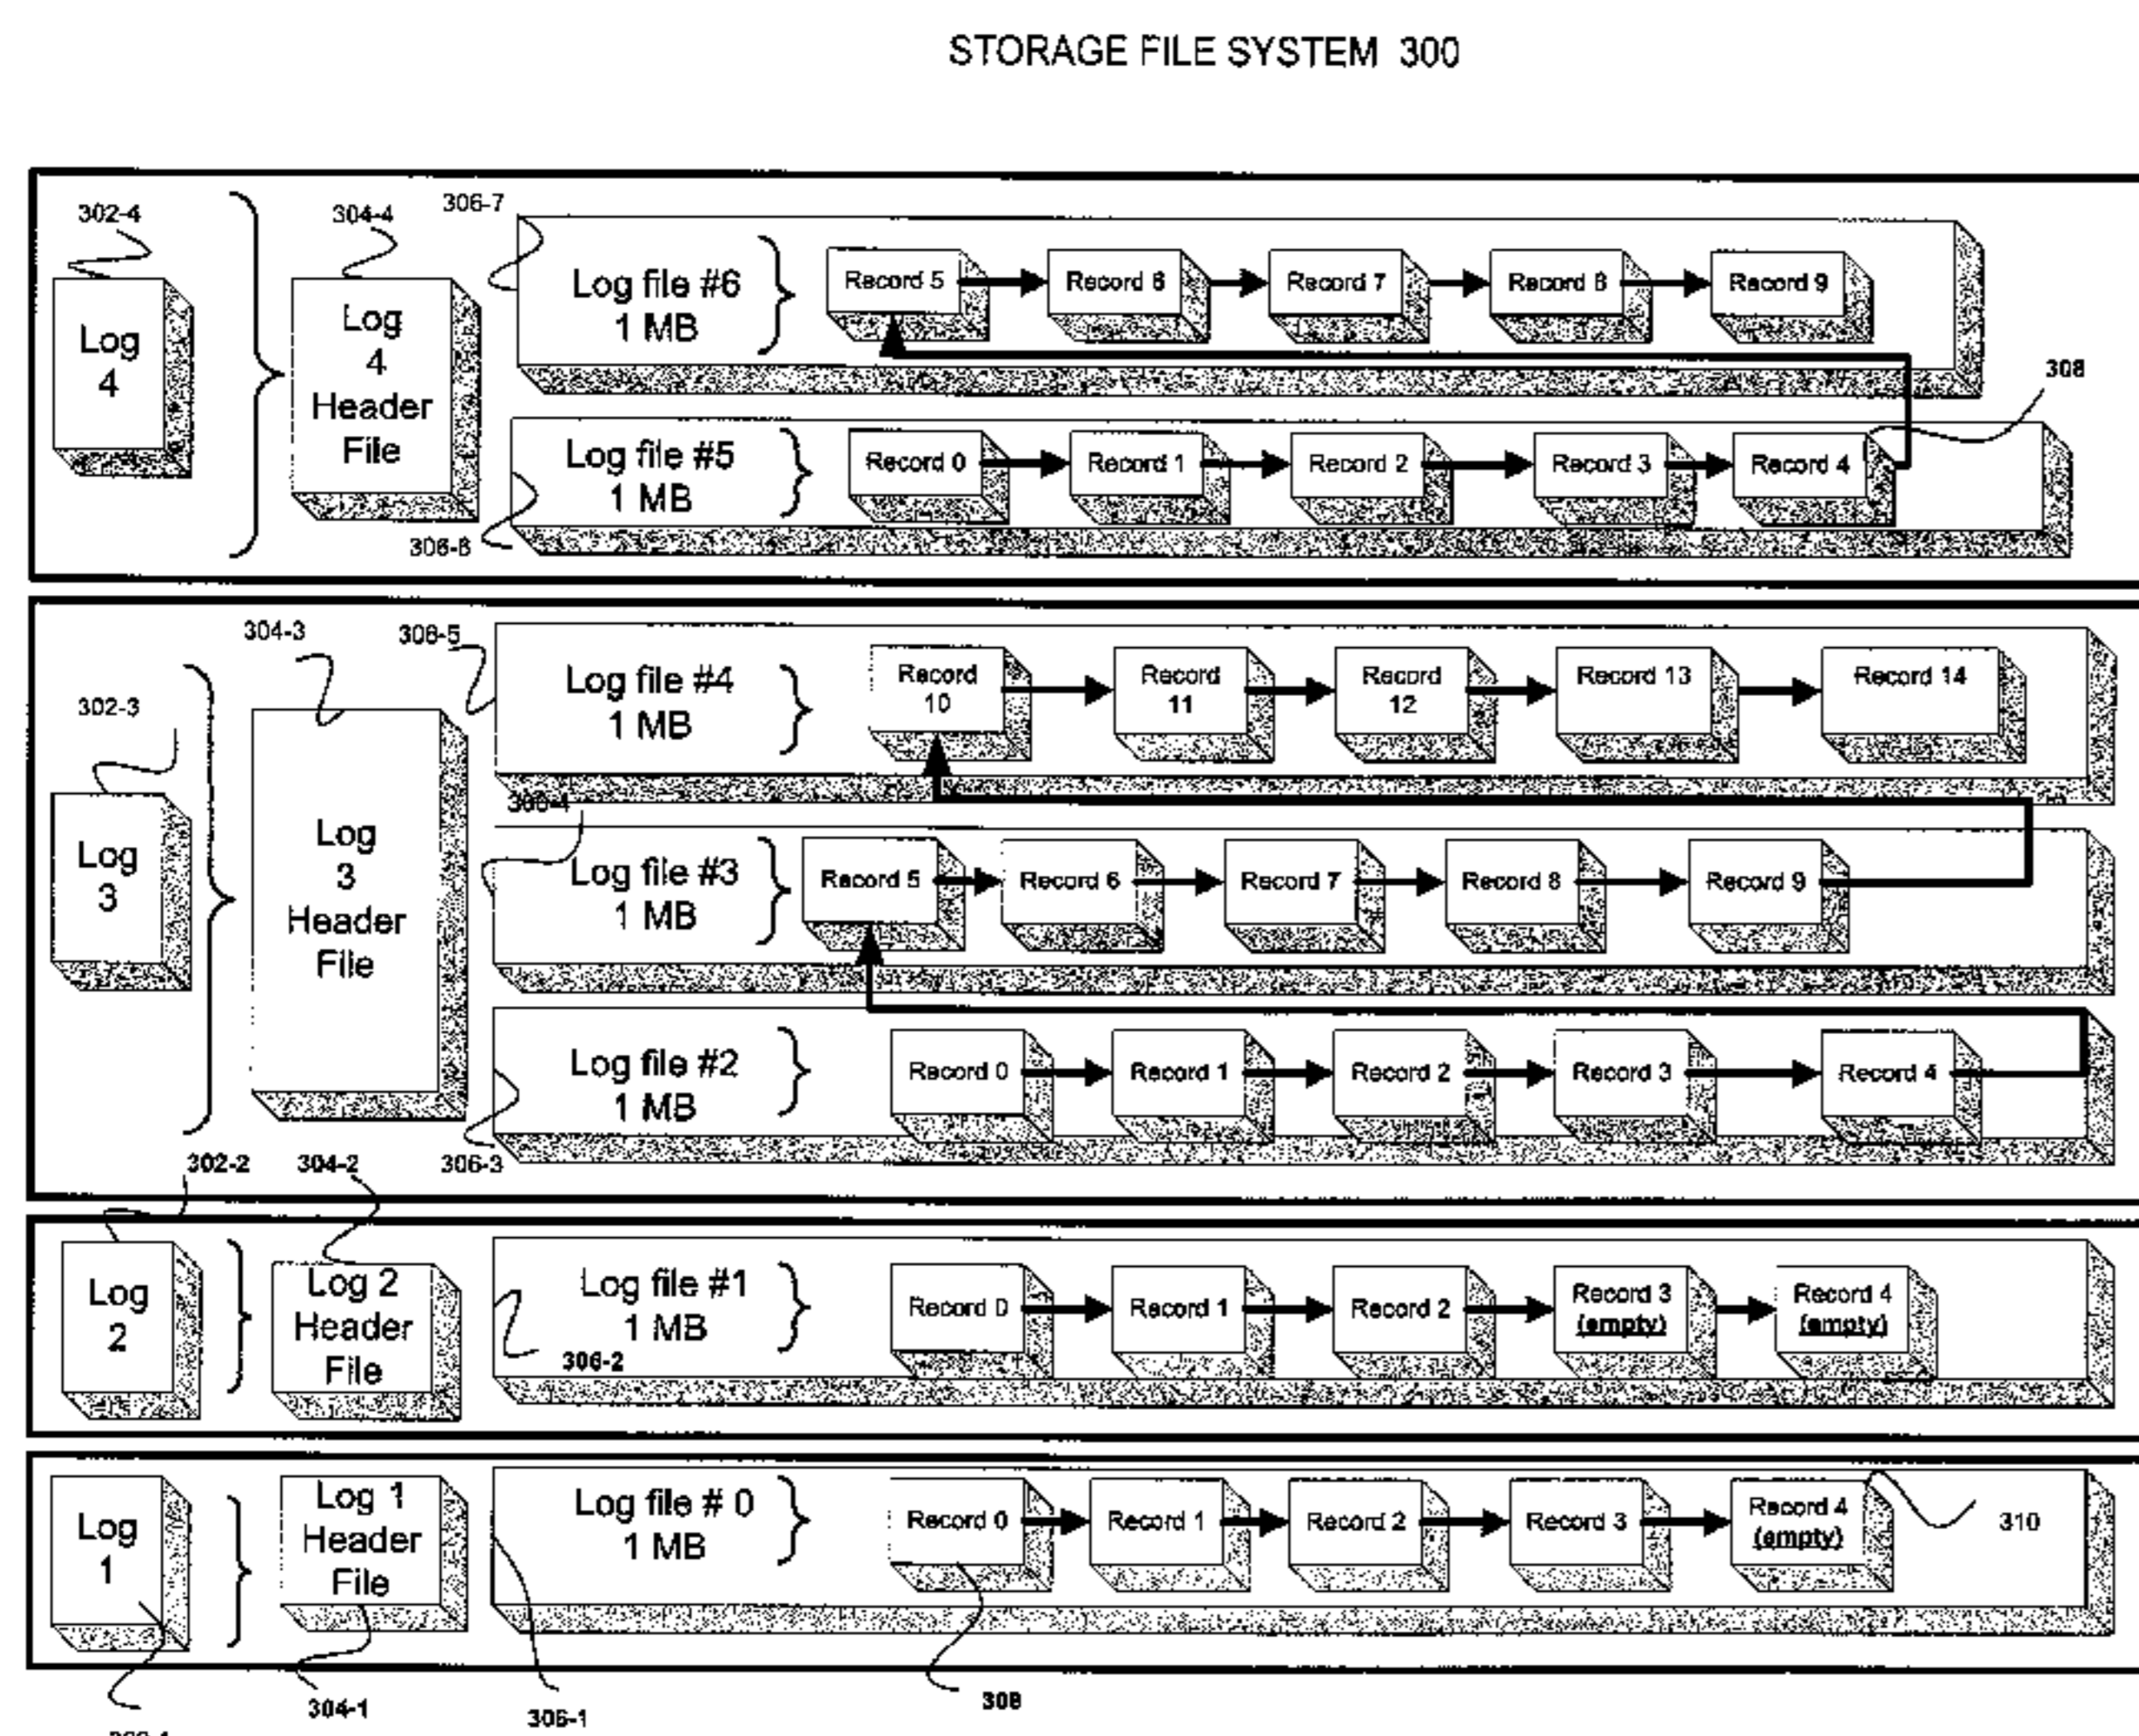 STORAGE FILE SYSTEM 300
302-4
304-4
306-7
Log
4
Log
4
Header
File
Log file #6
1 MB
Record 5
Record 6
Record 7
Record 8
Record 9
308
Log file #5
1 MB
Record 0
Record 1
Record 2
Record 3
Record 4
306-6
304-3
306-5
302-3
Log
3
Log
3
Header
File
Log file #4
1 MB
Record
10
Record
11
Record
12
Record 13
Record 14
306-4
Log file #3
1 MB
Record 5
Record 6
Record 7
Record 8
Record 9
Log file #2
1 MB
Record 0
Record 1
Record 2
Record 3
Record 4
306-3
302-2
304-2
Log
2
Log 2
Header
File
Log file #1
1 MB
306-2
Record 0
Record 1
Record 2
Record 3
(empty)
Record 4
(empty)
Log
1
Log 1
Header
File
Log file # 0
1 MB
Record 0
Record 1
Record 2
Record 3
Record 4
(empty)
310
304-1
306-1
308